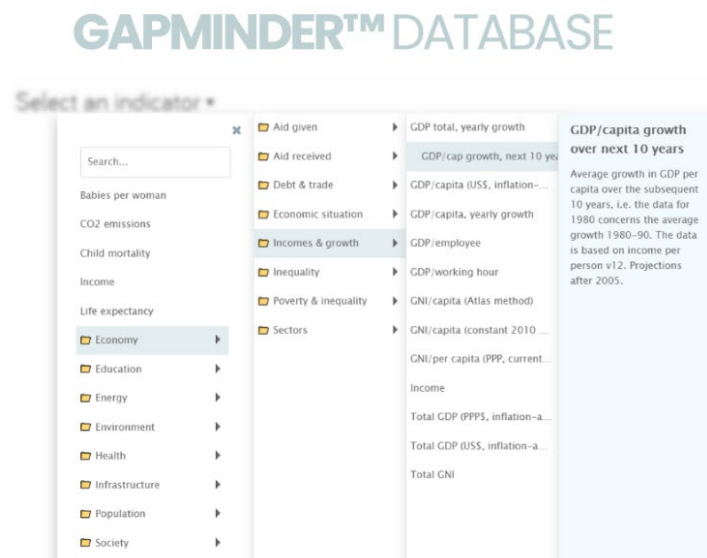 GAPMINDER™ DATABASE
Select an indicator
Search...
Babies per woman
CO2 emissions
Child mortality
Income
Life expectancy
Economy
Education
Energy
Environment
Health
Infrastructure
Population
Society
Aid given
Aid received
Debt & trade
Economic situation
Incomes & growth
Inequality
Poverty & inequality
Sectors
GDP total, yearly growth
GDP/cap growth, next 10 yea
GDP/capita (US$, inflation-...
GDP/capita, yearly growth
GDP/employee
GDP/working hour
GNI/capita (Atlas method)
GNI/capita (constant 2010 ...
GNI/per capita (PPP, current...
Income
Total GDP (PPP$, inflation-a...
Total GDP (US$, inflation-a...
Total GNI
GDP/capita growth
over next 10 years
Average growth in GDP per
capita over the subsequent
10 years, i.e. the data for
1980 concerns the average
growth 1980-90. The data
is based on income per
person v12. Projections
after 2005.